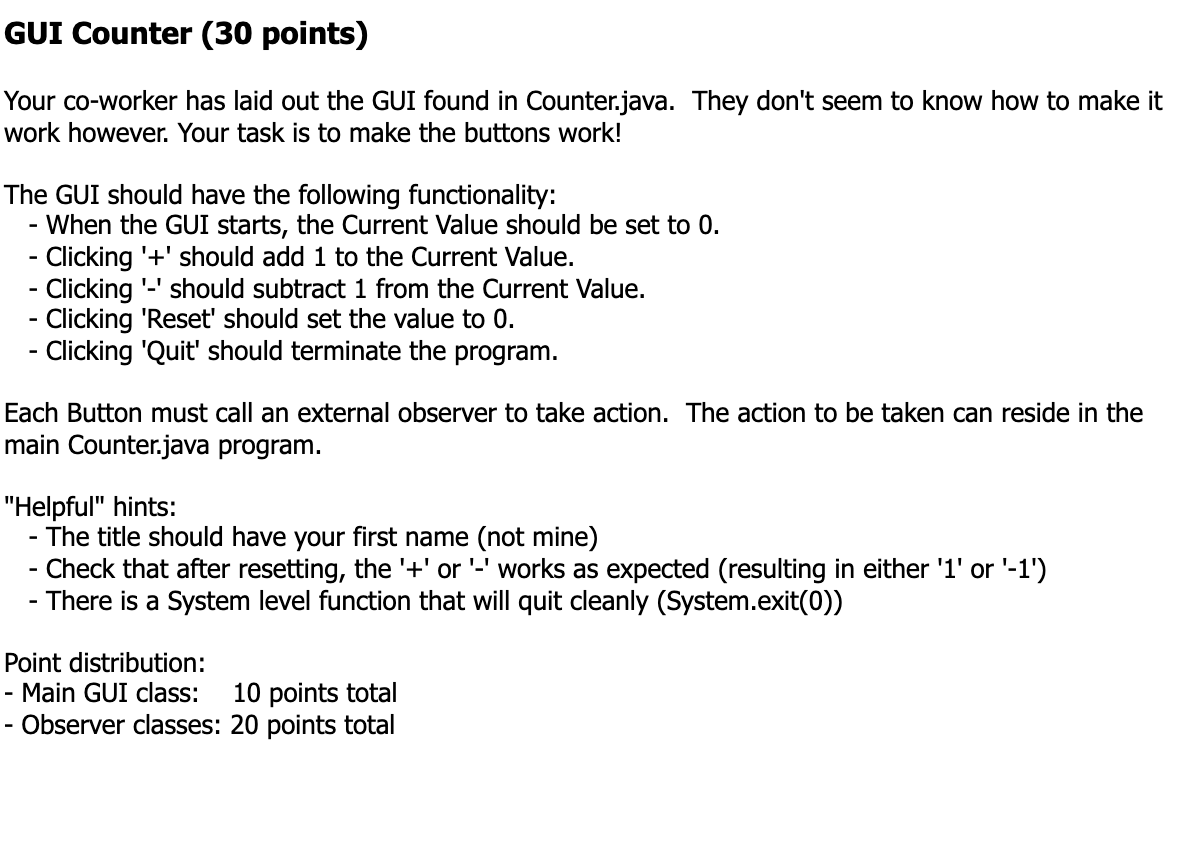 GUI Counter (30 points)
Your co-worker has laid out the GUI found in Counter.java.  They don't seem to know how to make it
work however. Your task is to make the buttons work!
The GUI should have the following functionality:
- When the GUI starts, the Current Value should be set to 0.
- Clicking '+' should add 1 to the Current Value.
- Clicking '-' should subtract 1 from the Current Value.
- Clicking 'Reset' should set the value to 0.
- Clicking 'Quit' should terminate the program.
Each Button must call an external observer to take action.  The action to be taken can reside in the
main Counter.java program.
"Helpful" hints:
- The title should have your first name (not mine)
- Check that after resetting, the '+' or '-' works as expected (resulting in either '1' or '-1')
- There is a System level function that will quit cleanly (System.exit(0))
Point distribution:
- Main GUI class:    10 points total
- Observer classes: 20 points total